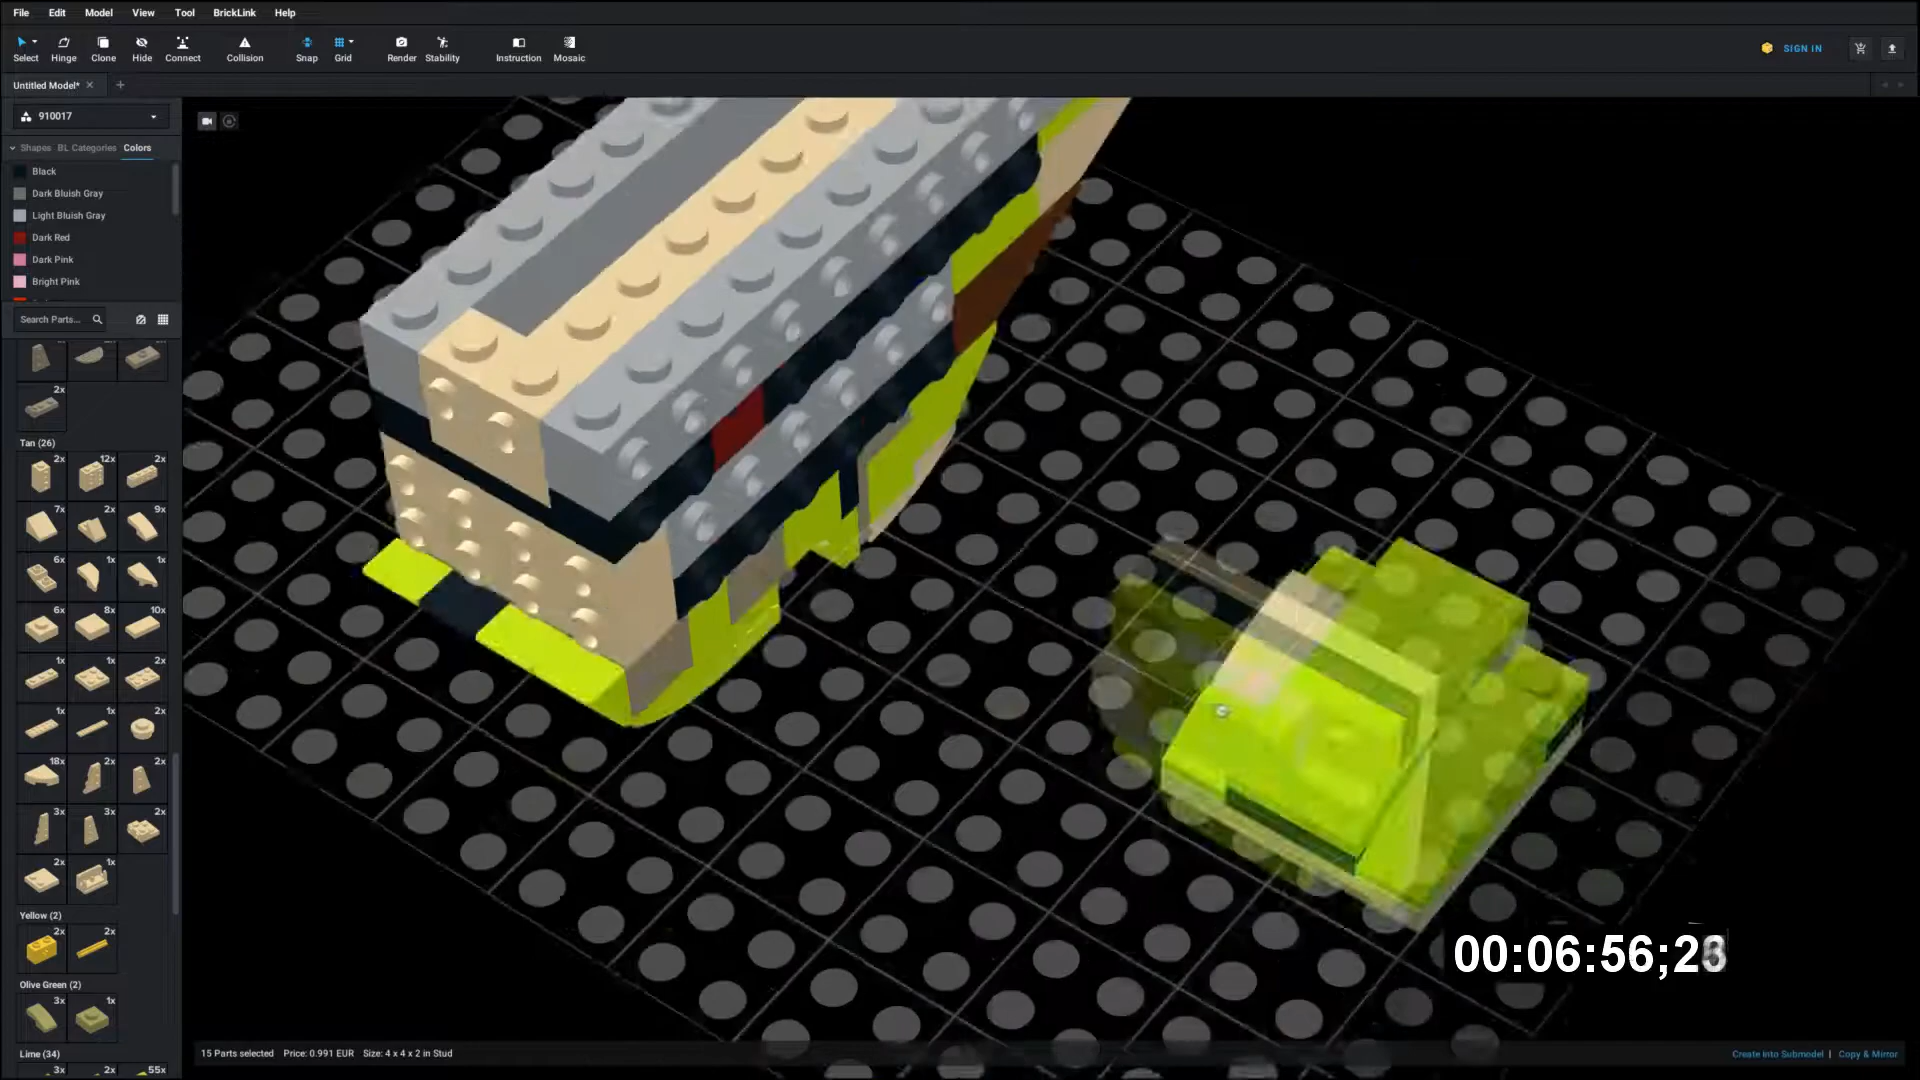 File Edit Model View Tool BrickLink Help
Select Hinge Clone Hide Connect Collision Snap Grid Render Stability Instruction Mosaic
SIGN IN
Untitled Model*
910017
Shapes BL Categories Colors
Black
Dark Bluish Gray
Light Bluish Gray
Dark Red
Dark Pink
Bright Pink
Search Parts...
2x
Tan (26)
2x 12x 1x
7x 2x 9x
6x 1x 1x
6x 8x 10x
1x 1x 2x
1x 1x 2x
18x 2x 2x
3x 3x 2x
2x 1x
Yellow (2)
2x 2x
Olive Green (2)
3x 1x
Lime (34)
3x 2x 55x
00:06:56;2
15 Parts selected Price: 0.991 EUR Size: 4 x 4 x 2 in Stud
Create into Submodel | Copy & Mirror